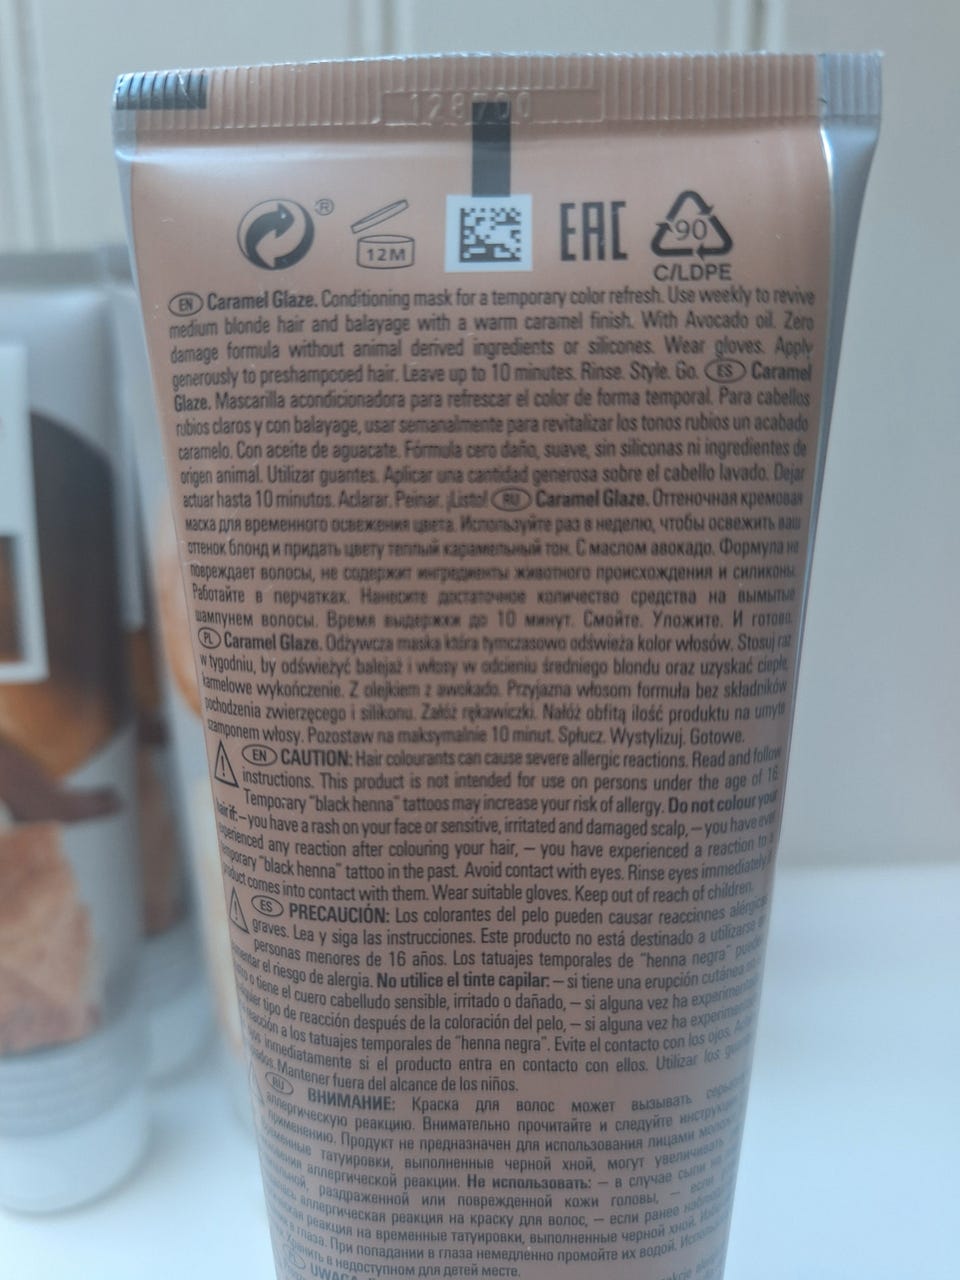 128700
®
12M
EAC
90
C/LDPE
EN Caramel Glaze. Conditioning mask for a temporary color refresh. Use weekly to revive
medium blonde hair and balayage with a warm caramel finish. With Avocado oil. Zero
damage formula without animal derived ingredients or silicones. Wear gloves. Apply
generously to preshampooed hair. Leave up to 10 minutes. Rinse. Style. Go. ES Caramel
Glaze. Mascarilla acondicionadora para refrescar el color de forma temporal. Para cabellos
rubios claros y con balayage, usar semanalmente para revitalizar los tonos rubios un acabado
caramelo. Con aceite de aguacate. Fórmula cero daño, suave, sin siliconas ni ingredientes de
origen animal. Utilizar guantes. Aplicar una cantidad generosa sobre el cabello lavado. Dejar
actuar hasta 10 minutos. Aclarar. Peinar. ¡Listo! RU Caramel Glaze. Оттеночная кремовая
маска для временного освежения цвета. Используйте раз в неделю, чтобы освежить ваш
оттенок блонд и придать цвету теплый карамельный тон. С маслом авокадо. Формула не
повреждает волосы, не содержит ингредиенты животного происхождения и силиконы.
Работайте в перчатках. Нанесите достаточное количество средства на вымытые
шампунем волосы. Время выдержки до 10 минут. Смойте. Уложите. И готово.
PL Caramel Glaze. Odżywcza maska która tymczasowo odświeża kolor włosów. Stosuj raz
w tygodniu, by odświeżyć balejaż i włosy w odcieniu średniego blondu oraz uzyskać ciepłe,
karmelowe wykończenie. Z olejkiem z awokado. Przyjazna włosom formuła bez składników
pochodzenia zwierzęcego i silikonu. Załóż rękawiczki. Nałóż obfitą ilość produktu na umyte
szamponem włosy. Pozostaw na maksymalnie 10 minut. Spłucz. Wystylizuj. Gotowe.
EN CAUTION: Hair colourants can cause severe allergic reactions. Read and follow
instructions. This product is not intended for use on persons under the age of 16.
Temporary "black henna" tattoos may increase your risk of allergy. Do not colour your
hair if: – you have a rash on your face or sensitive, irritated and damaged scalp, – you have ever
experienced any reaction after colouring your hair, – you have experienced a reaction to a
temporary "black henna" tattoo in the past. Avoid contact with eyes. Rinse eyes immediately if
product comes into contact with them. Wear suitable gloves. Keep out of reach of children.
ES PRECAUCIÓN: Los colorantes del pelo pueden causar reacciones alérgicas
graves. Lea y siga las instrucciones. Este producto no está destinado a utilizarse en
personas menores de 16 años. Los tatuajes temporales de "henna negra" pueden
el riesgo de alergia. No utilice el tinte capilar: – si tiene una erupción cutánea
o tiene el cuero cabelludo sensible, irritado o dañado, – si alguna vez ha experimentado
tipo de reacción después de la coloración del pelo, – si alguna vez ha experimentado
reacción a los tatuajes temporales de "henna negra". Evite el contacto con los ojos.
inmediatamente si el producto entra en contacto con ellos. Utilizar los
Mantener fuera del alcance de los niños.
RU ВНИМАНИЕ: Краска для волос может вызывать
аллергическую реакцию. Внимательно прочитайте и следуйте инструкции
применению. Продукт не предназначен для использования лицами
татуировки, выполненные черной хной, могут увеличивать
аллергической реакции. Не использовать: – в случае сыпи на
раздраженной или поврежденной кожи головы, – если
аллергическая реакция на краску для волос, – если ранее
реакция на временные татуировки, выполненные черной хной.
в глаза. При попадании в глаза немедленно промойте их водой.
Хранить в недоступном для детей месте.
UWAGA